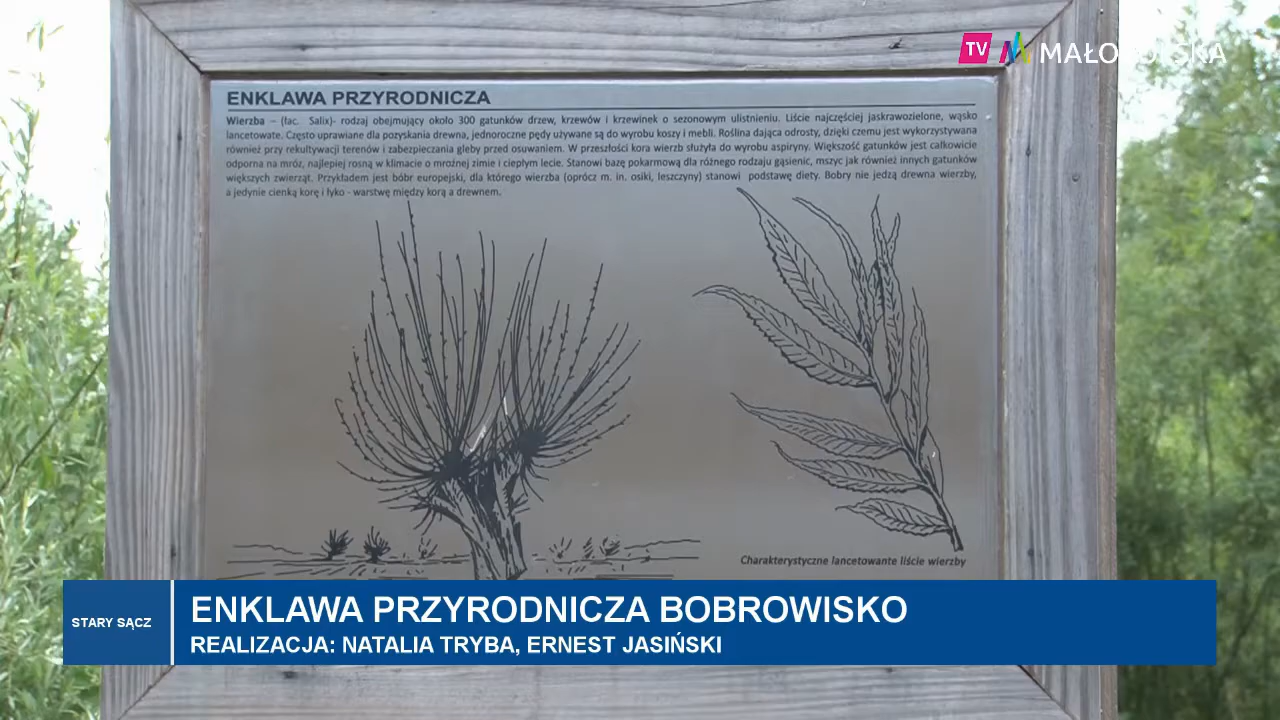 TV MAŁOPOLSKA
ENKLAWA PRZYRODNICZA
Wierzba – (łac. Salix)- rodzaj obejmujący około 300 gatunków drzew, krzewów i krzewinek o sezonowym ulistnieniu. Liście najczęściej jaskrawozielone, wąsko
lancetowate. Często uprawiane dla pozyskania drewna, jednoroczne pędy używane są do wyrobu koszy i mebli. Roślina dająca odrosty, dzięki czemu jest wykorzystywana
również przy rekultywacji terenów i zabezpieczania gleby przed osuwaniem. W przeszłości kora wierzb służyła do wyrobu aspiryny. Większość gatunków jest całkowicie
odporna na mróz, najlepiej rosną w klimacie o mroźnej zimie i ciepłym lecie. Stanowi bazę pokarmową dla różnego rodzaju gąsienic, mszyc jak również innych gatunków
większych zwierząt. Przykładem jest bóbr europejski, dla którego wierzba (oprócz m. in. osiki, leszczyny) stanowi podstawę diety. Bobry nie jedzą drewna wierzby,
a jedynie cienką korę i łyko - warstwę między korą a drewnem.
Charakterystyczne lancetowante liście wierzby
STARY SĄCZ
ENKLAWA PRZYRODNICZA BOBROWISKO
REALIZACJA: NATALIA TRYBA, ERNEST JASIŃSKI